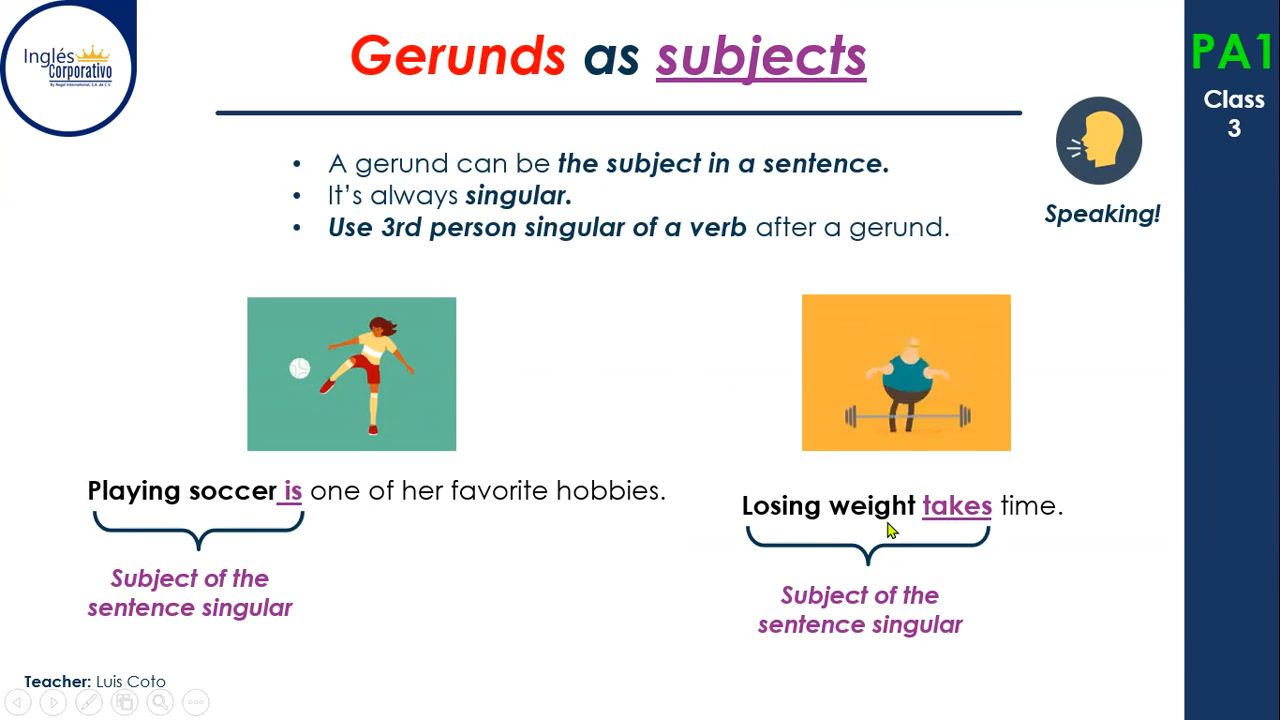 Inglés
Corporativo
By Regal International, S.A. de C.V.
Gerunds as subjects
PA1
Class
3
• A gerund can be the subject in a sentence.
• It’s always singular.
• Use 3rd person singular of a verb after a gerund.
Speaking!
Playing soccer is one of her favorite hobbies.
Subject of the
sentence singular
Losing weight takes time.
Subject of the
sentence singular
Teacher: Luis Coto